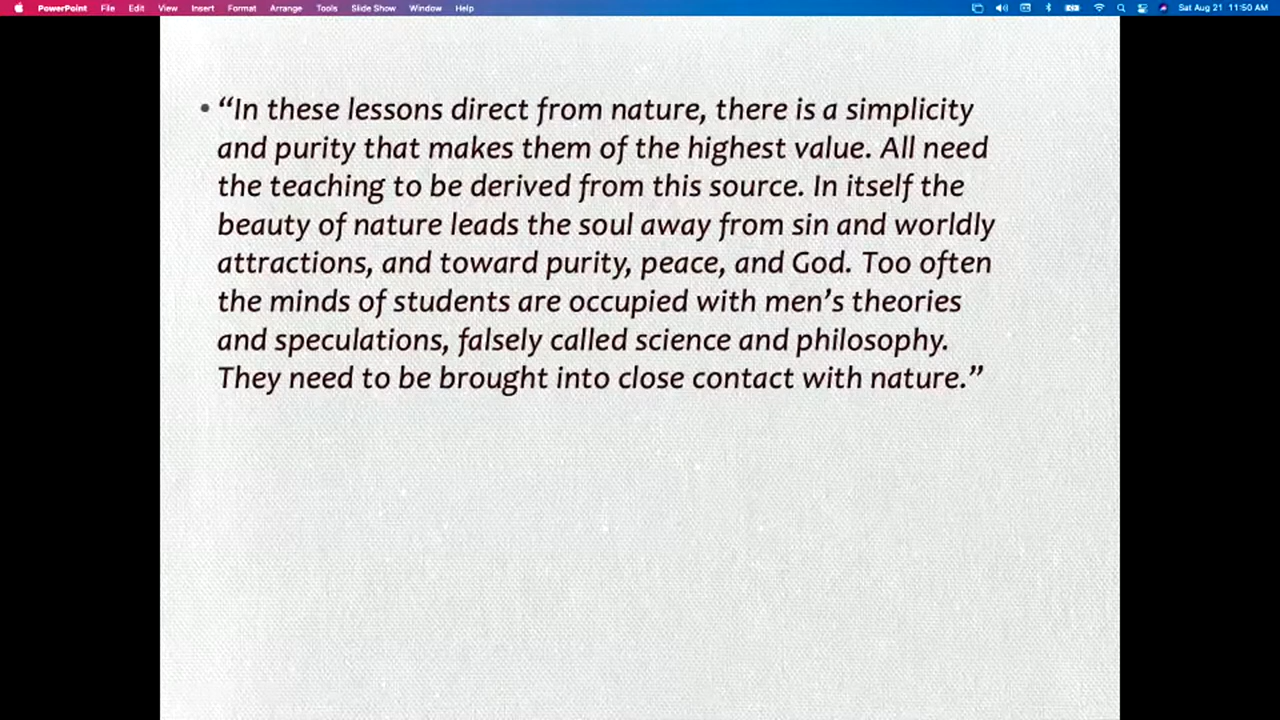 PowerPoint File Edit View Insert Format Arrange Tools Slide Show Window Help Sat Aug 21 11:50 AM
• “In these lessons direct from nature, there is a simplicity
and purity that makes them of the highest value. All need
the teaching to be derived from this source. In itself the
beauty of nature leads the soul away from sin and worldly
attractions, and toward purity, peace, and God. Too often
the minds of students are occupied with men’s theories
and speculations, falsely called science and philosophy.
They need to be brought into close contact with nature.”